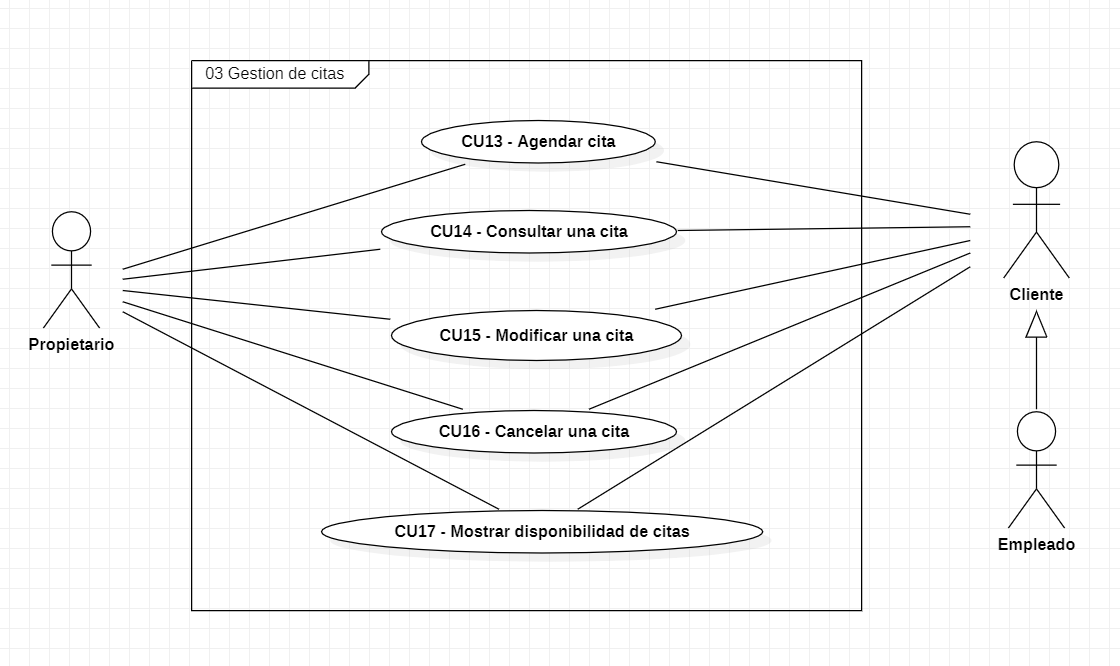 03 Gestion de citas
CU13 - Agendar cita
CU14 - Consultar una cita
CU15 - Modificar una cita
CU16 - Cancelar una cita
CU17 - Mostrar disponibilidad de citas
Propietario
Cliente
Empleado